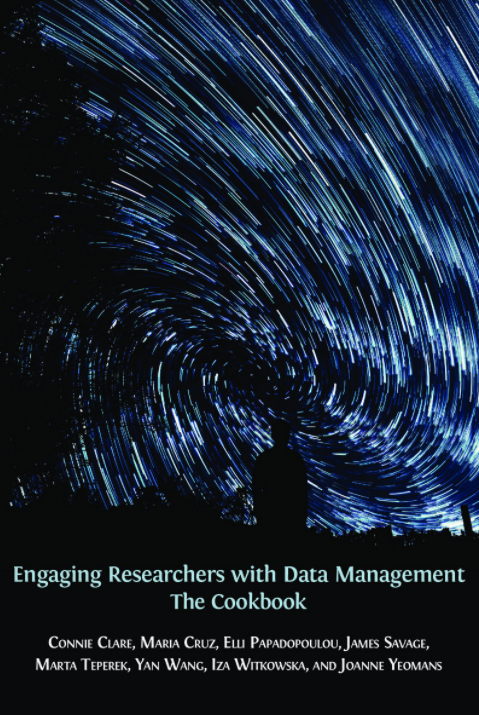 Engaging Researchers with Data Management
The Cookbook
Connie Clare, Maria Cruz, Elli Papadopoulou, James Savage,
Marta Teperek, Yan Wang, Iza Witkowska, and Joanne Yeomans